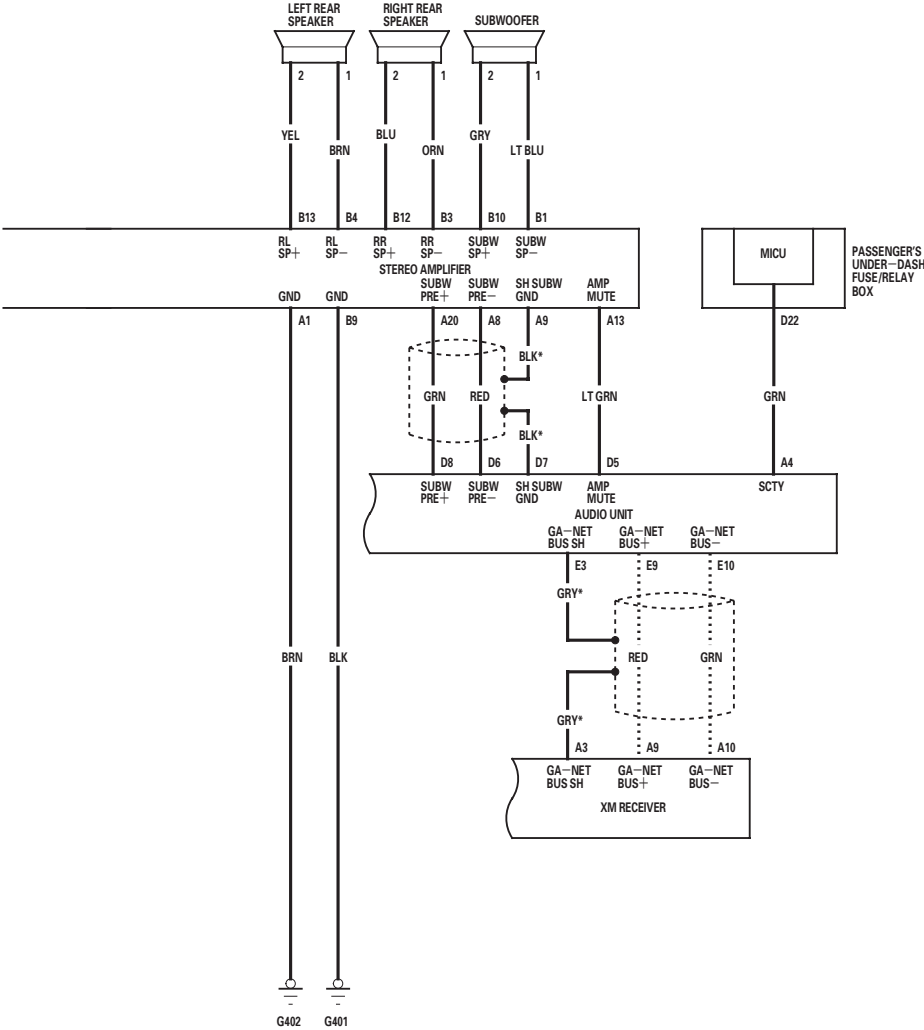 LEFT REAR
SPEAKER
RIGHT REAR
SPEAKER
SUBWOOFER
2 1 2 1 2 1
YEL BRN BLU ORN GRY LT BLU
B13 B4 B12 B3 B10 B1
RL
SP+
RL
SP−
RR
SP+
RR
SP−
SUBW
SP+
SUBW
SP−
STEREO AMPLIFIER
GND GND
SUBW
PRE+
SUBW
PRE−
SH SUBW
GND
AMP
MUTE
MICU
PASSENGER'S
UNDER−DASH
FUSE/RELAY
BOX
A1 B9 A20 A8 A9 A13 D22
BLK*
GRN RED LT GRN GRN
BLK*
D8 D6 D7 D5 A4
SUBW
PRE+
SUBW
PRE−
SH SUBW
GND
AMP
MUTE
SCTY
AUDIO UNIT
GA−NET
BUS SH
GA−NET
BUS+
GA−NET
BUS−
E3 E9 E10
GRY*
BRN BLK RED GRN
GRY*
A3 A9 A10
GA−NET
BUS SH
GA−NET
BUS+
GA−NET
BUS−
XM RECEIVER
G402 G401